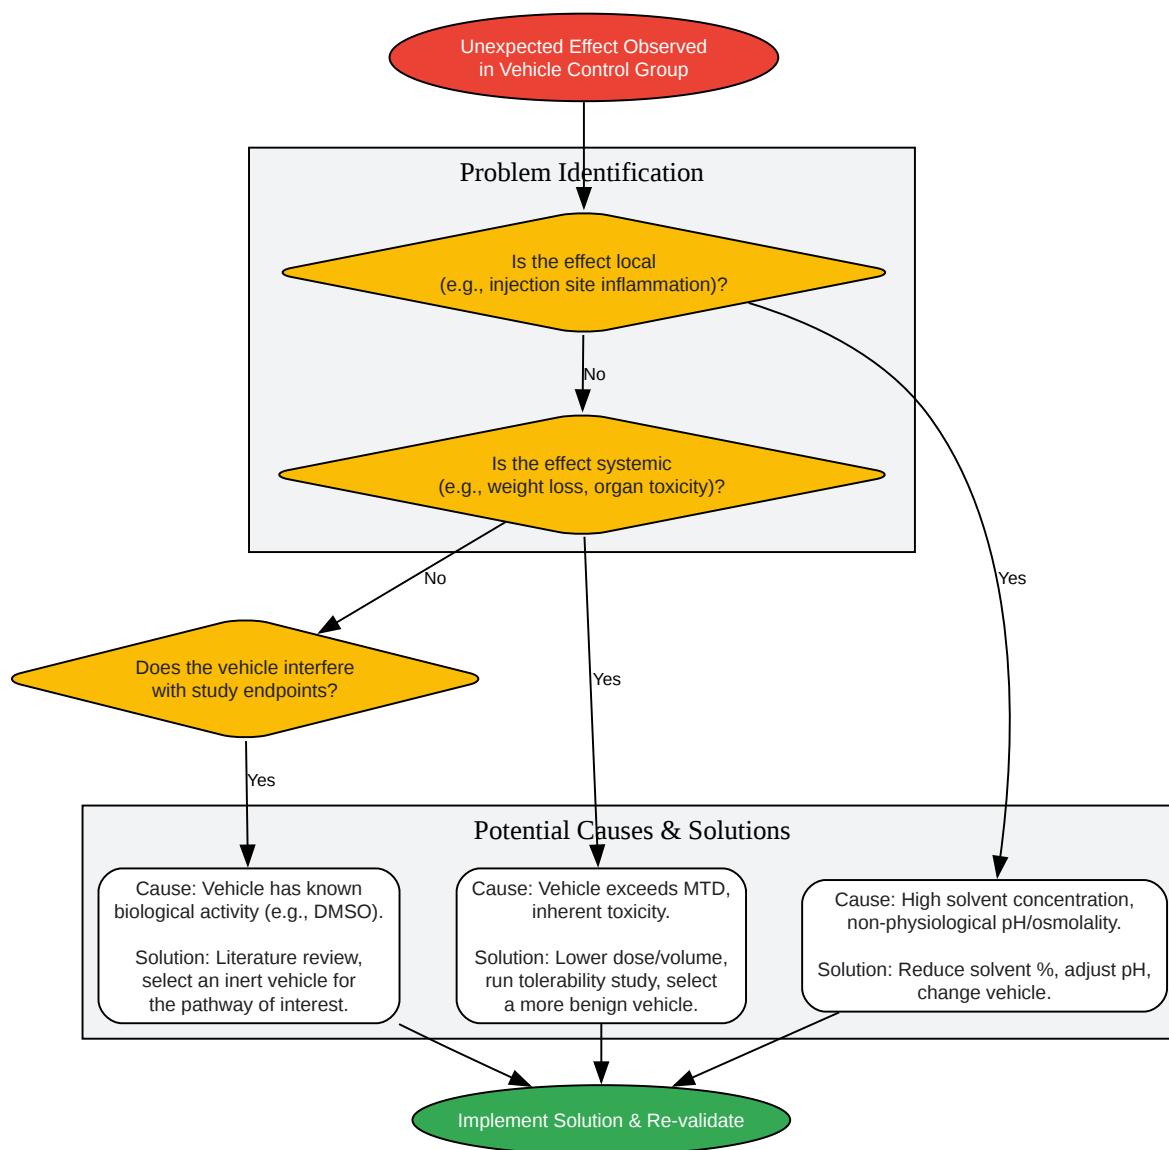 Unexpected Effect Observed
in Vehicle Control Group
Problem Identification
Is the effect local
(e.g., injection site inflammation)?
No
Is the effect systemic
(e.g., weight loss, organ toxicity)?
No
Yes
Yes
Does the vehicle interfere
with study endpoints?
Yes
Potential Causes & Solutions
Cause: Vehicle has known
biological activity (e.g., DMSO).
Solution: Literature review,
select an inert vehicle for
the pathway of interest.
Cause: Vehicle exceeds MTD,
inherent toxicity.
Solution: Lower dose/volume,
run tolerability study, select
a more benign vehicle.
Cause: High solvent concentration,
non-physiological pH/osmolality.
Solution: Reduce solvent %, adjust pH,
change vehicle.
Implement Solution & Re-validate